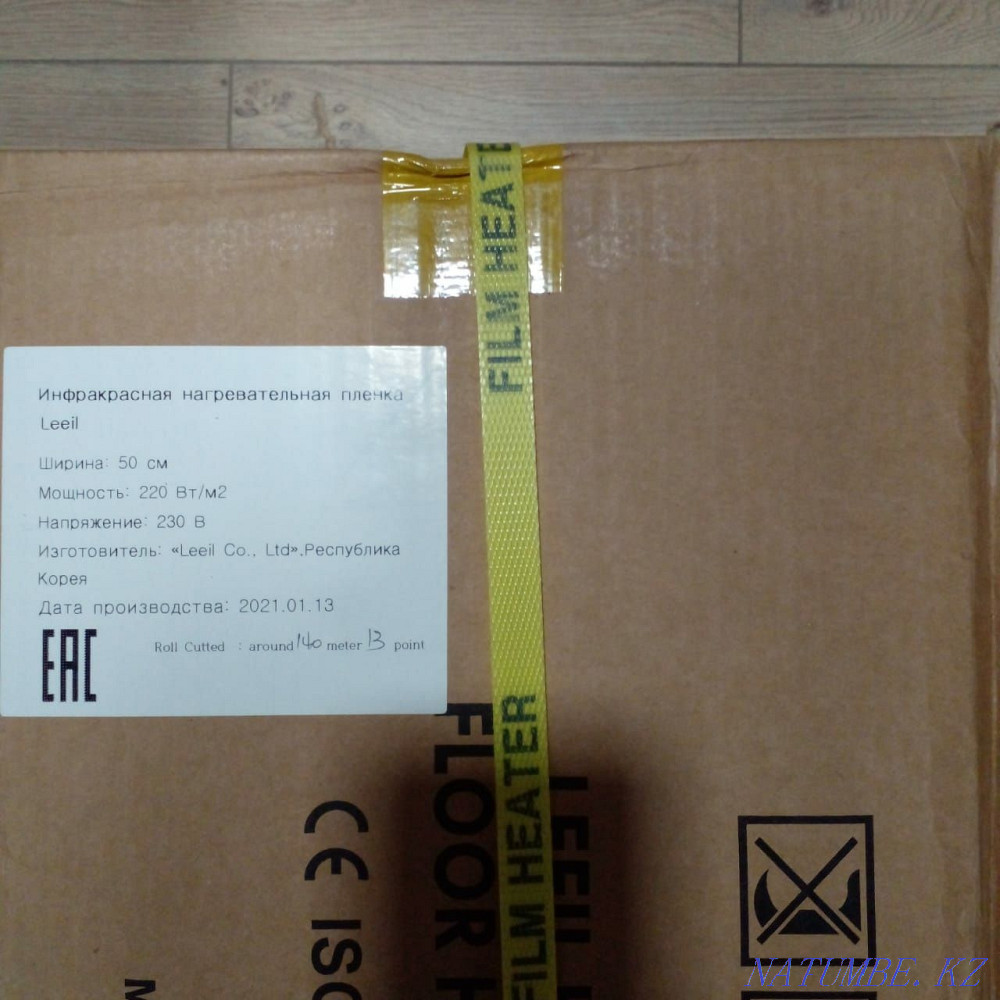 FILM HEATE
Инфракрасная нагревательная пленка
Leeil
Ширина: 50 см
Мощность: 220 Вт/м2
Напряжение: 230 В
Изготовитель: «Leeil Co., Ltd».Республика
Корея
Дата производства: 2021.01.13
EAC
Roll Cutted : around 140 meter 13 point
FILM HEATER
LEEIL
FLOOR H
CE ISO
M
NATUMBE.KZ